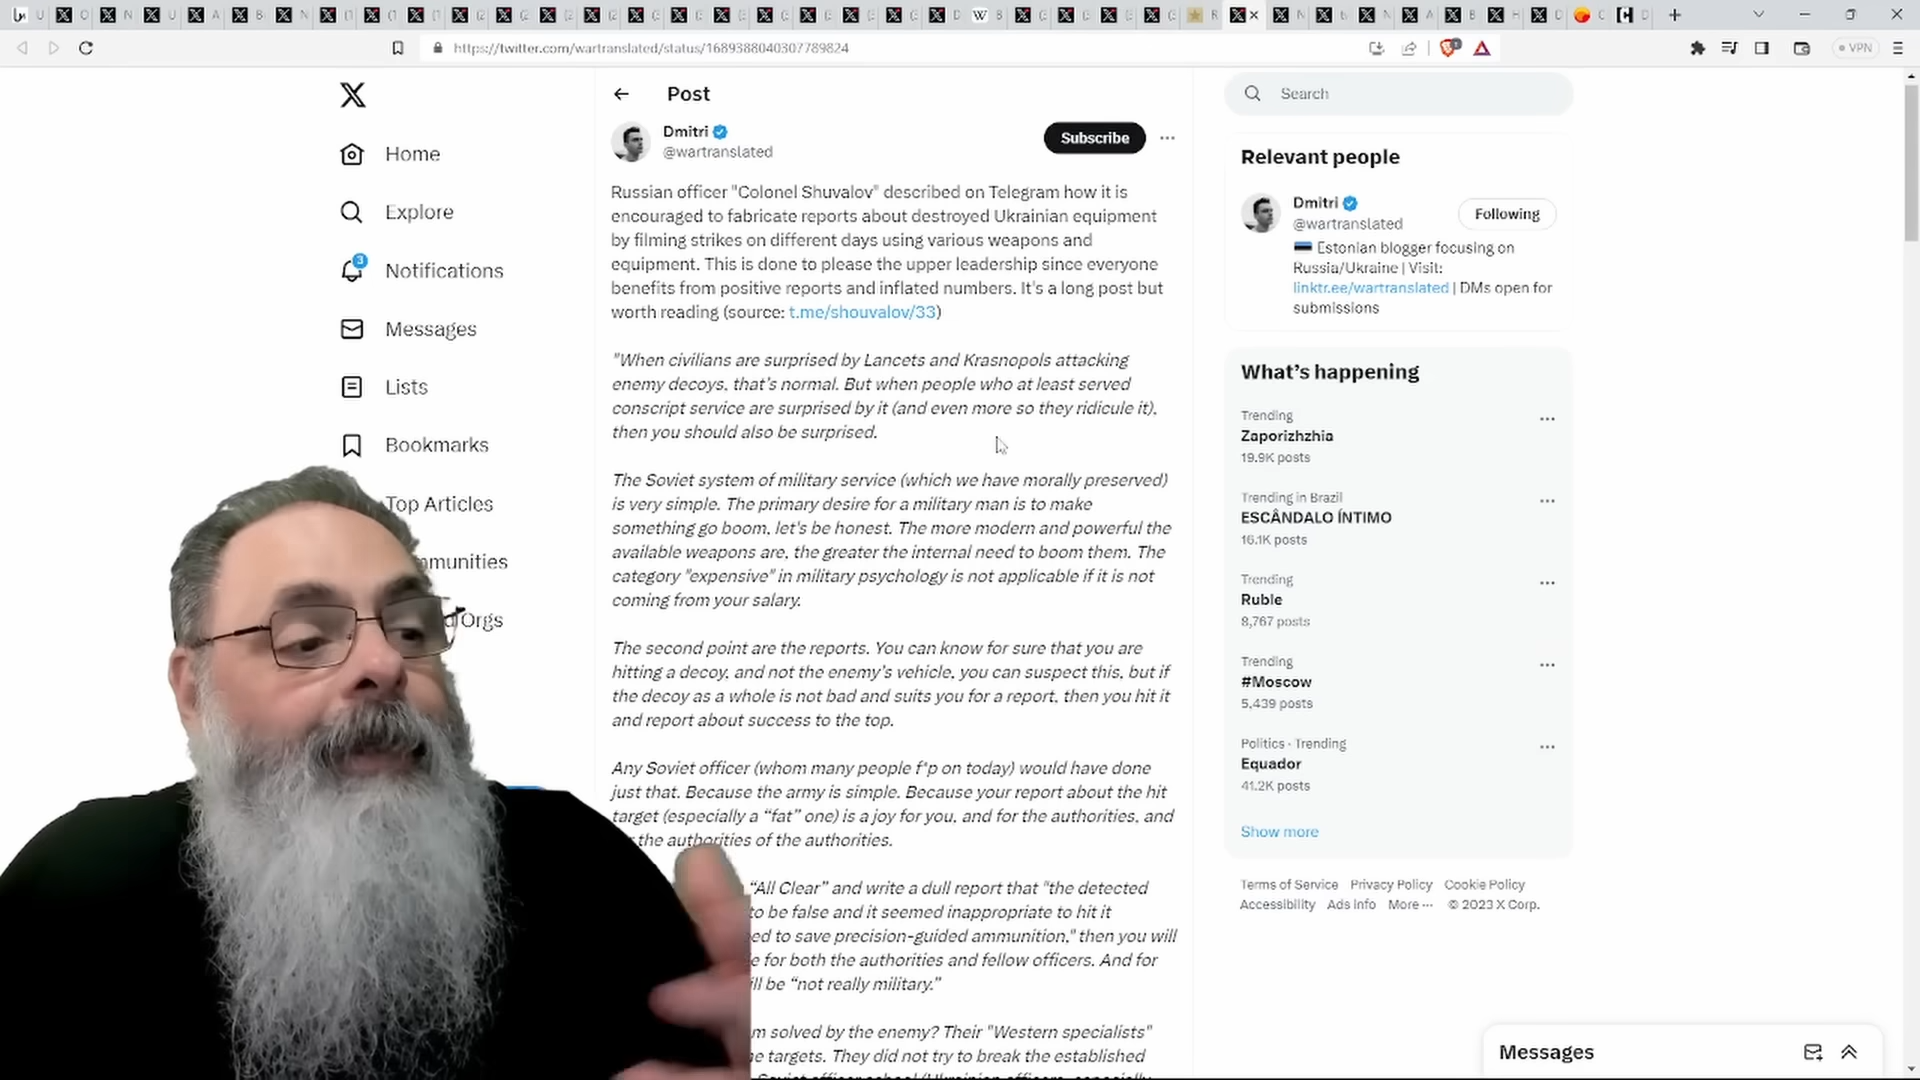 https://twitter.com/wartranslated/status/1689388040307789824
VPN
Home
Explore
3
Notifications
Messages
Lists
Bookmarks
Top Articles
mmunities
d Orgs
Post
Dmitri
@wartranslated
Subscribe
Russian officer "Colonel Shuvalov" described on Telegram how it is
encouraged to fabricate reports about destroyed Ukrainian equipment
by filming strikes on different days using various weapons and
equipment. This is done to please the upper leadership since everyone
benefits from positive reports and inflated numbers. It's a long post but
worth reading (source: t.me/shouvalov/33)
"When civilians are surprised by Lancets and Krasnopols attacking
enemy decoys, that's normal. But when people who at least served
conscript service are surprised by it (and even more so they ridicule it),
then you should also be surprised.
The Soviet system of military service (which we have morally preserved)
is very simple. The primary desire for a military man is to make
something go boom, let's be honest. The more modern and powerful the
available weapons are, the greater the internal need to boom them. The
category "expensive" in military psychology is not applicable if it is not
coming from your salary.
The second point are the reports. You can know for sure that you are
hitting a decoy, and not the enemy's vehicle, you can suspect this, but if
the decoy as a whole is not bad and suits you for a report, then you hit it
and report about success to the top.
Any Soviet officer (whom many people f*p on today) would have done
just that. Because the army is simple. Because your report about the hit
target (especially a “fat” one) is a joy for you, and for the authorities, and
the authorities of the authorities.
“All Clear” and write a dull report that "the detected
to be false and it seemed inappropriate to hit it
ed to save precision-guided ammunition," then you will
e for both the authorities and fellow officers. And for
ill be “not really military.”
m solved by the enemy? Their "Western specialists"
e targets. They did not try to break the established
Search
Relevant people
Dmitri
@wartranslated
Following
Estonian blogger focusing on
Russia/Ukraine | Visit:
linktr.ee/wartranslated | DMs open for
submissions
What's happening
Trending
Zaporizhzhia
19.9K posts
Trending in Brazil
ESCÂNDALO ÍNTIMO
16.1K posts
Trending
Ruble
8,767 posts
Trending
#Moscow
5,439 posts
Politics · Trending
Equador
41.2K posts
Show more
Terms of Service Privacy Policy Cookie Policy
Accessibility Ads info More ··· © 2023 X Corp.
Messages